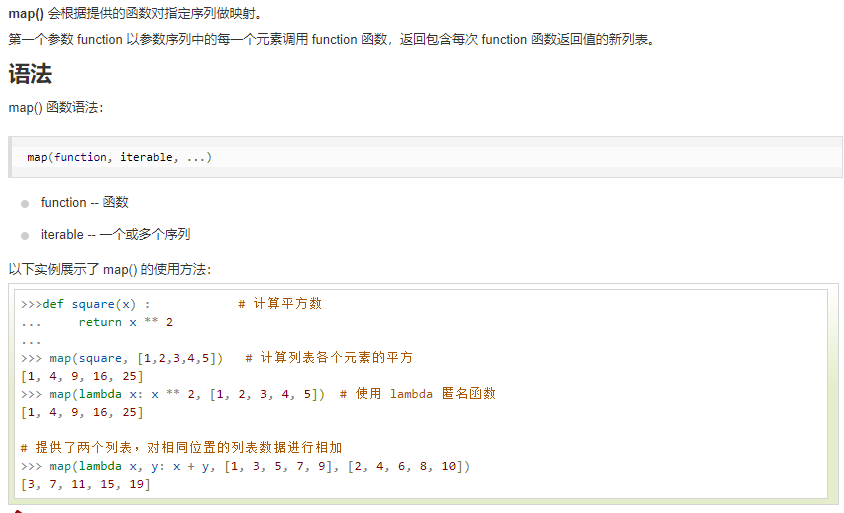 map() 会根据提供的函数对指定序列做映射。
第一个参数 function 以参数序列中的每一个元素调用 function 函数，返回包含每次 function 函数返回值的新列表。
语法
map() 函数语法：
map(function, iterable, ...)
function -- 函数
iterable -- 一个或多个序列
以下实例展示了 map() 的使用方法：
>>>def square(x) :            # 计算平方数
...     return x ** 2
...
>>> map(square, [1,2,3,4,5])   # 计算列表各个元素的平方
[1, 4, 9, 16, 25]
>>> map(lambda x: x ** 2, [1, 2, 3, 4, 5])  # 使用 lambda 匿名函数
[1, 4, 9, 16, 25]
# 提供了两个列表，对相同位置的列表数据进行相加
>>> map(lambda x, y: x + y, [1, 3, 5, 7, 9], [2, 4, 6, 8, 10])
[3, 7, 11, 15, 19]